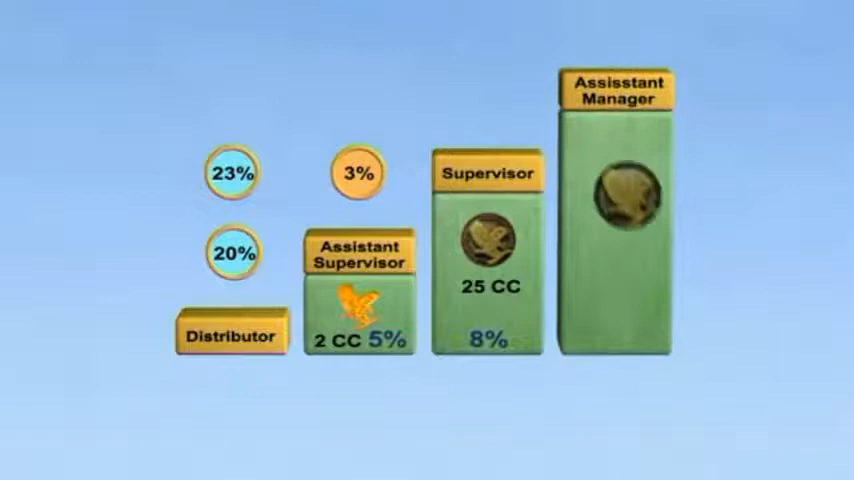 Assisstant
Manager
23%
3%
Supervisor
20%
Assistant
Supervisor
25 CC
Distributor
2 CC 5%
8%